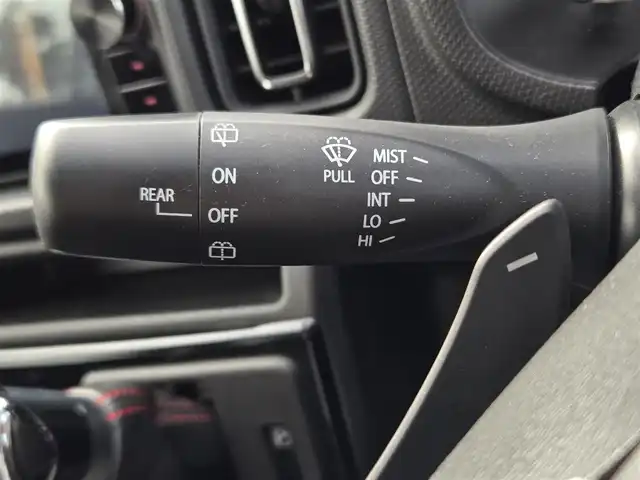 REAR
ON
OFF
PULL
MIST
OFF
INT
LO
HI